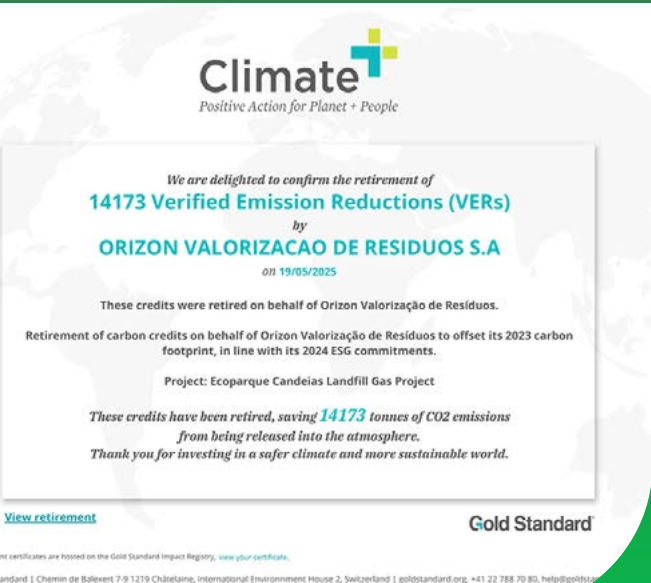 Climate
Positive Action for Planet + People
We are delighted to confirm the retirement of
14173 Verified Emission Reductions (VERs)
by
ORIZON VALORIZACAO DE RESIDUOS S.A
on 19/05/2025
These credits were retired on behalf of Orizon Valorização de Resíduos.
Retirement of carbon credits on behalf of Orizon Valorização de Resíduos to offset its 2023 carbon
footprint, in line with its 2024 ESG commitments.
Project: Ecoparque Candeias Landfill Gas Project
These credits have been retired, saving 14173 tonnes of CO2 emissions
from being released into the atmosphere.
Thank you for investing in a safer climate and more sustainable world.
View retirement
Gold Standard
certificates are hosted on the Gold Standard Impact Registry, view your certificate.
| Chemin de Balexert 7-9 1219 Châtelaine, International Environnment House 2, Switzerland | goldstandard.org, +41 22 788 70 80,